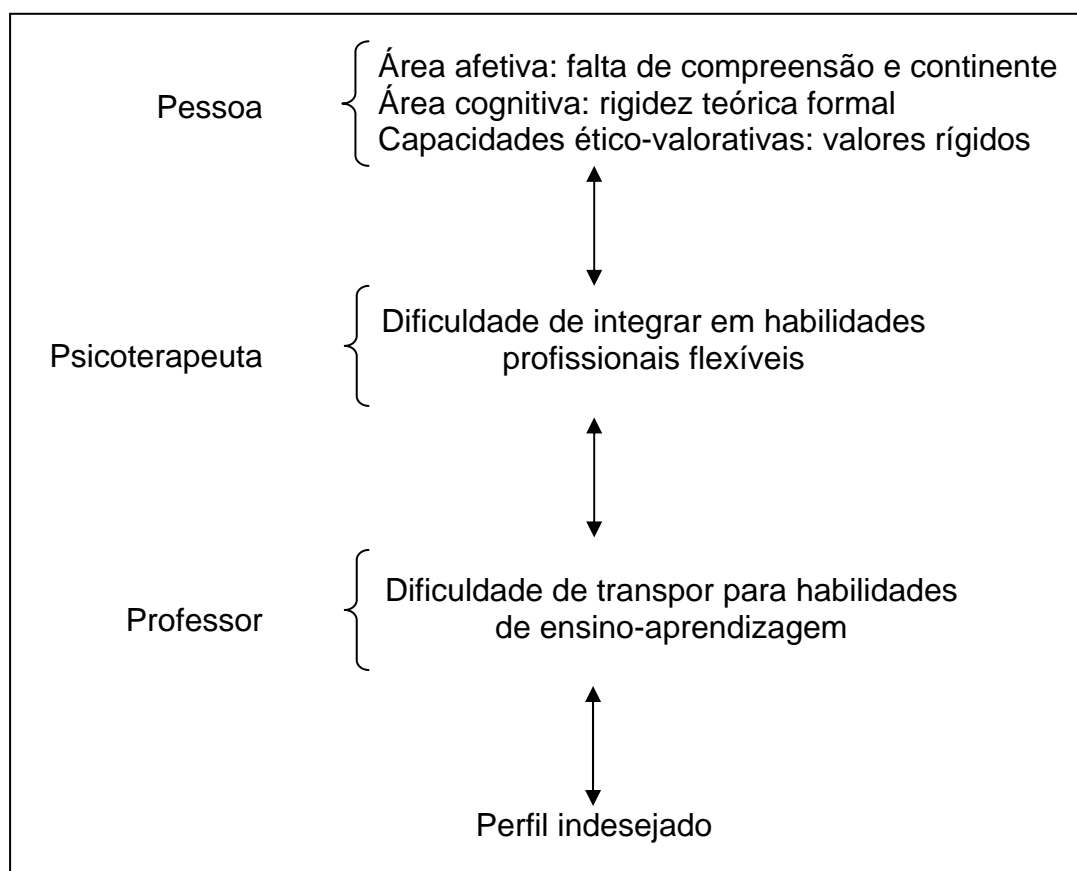 Pessoa
Área afetiva: falta de compreensão e continente
Área cognitiva: rigidez teórica formal
Capacidades ético-valorativas: valores rígidos
Psicoterapeuta
Dificuldade de integrar em habilidades
profissionais flexíveis
Professor
Dificuldade de transpor para habilidades
de ensino-aprendizagem
Perfil indesejado